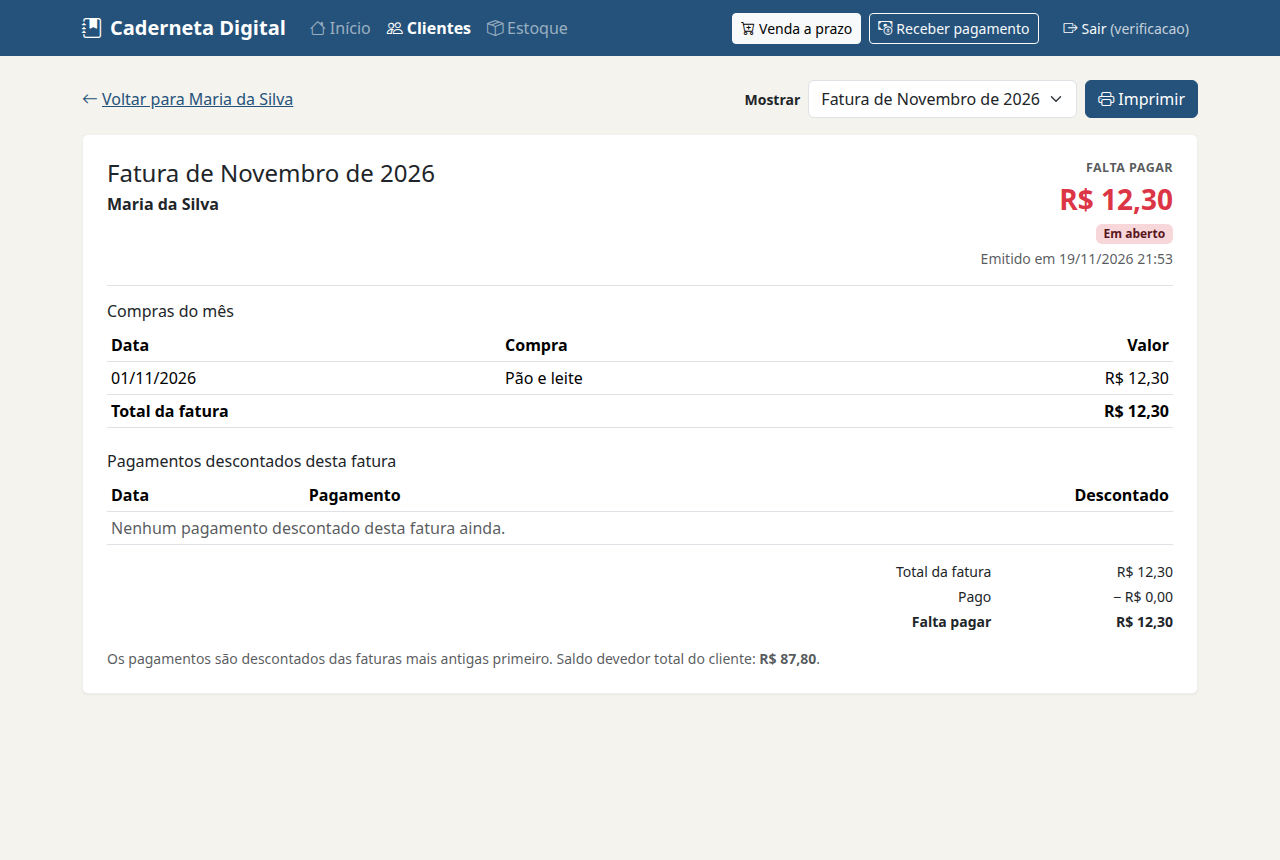 Caderneta Digital Início Clientes Estoque Venda a prazo Receber pagamento Sair (verificacao)
← Voltar para Maria da Silva Mostrar Fatura de Novembro de 2026 Imprimir
Fatura de Novembro de 2026
Maria da Silva
FALTA PAGAR
R$ 12,30
Em aberto
Emitido em 19/11/2026 21:53
Compras do mês
Data Compra Valor
01/11/2026 Pão e leite R$ 12,30
Total da fatura R$ 12,30
Pagamentos descontados desta fatura
Data Pagamento Descontado
Nenhum pagamento descontado desta fatura ainda.
Total da fatura R$ 12,30
Pago − R$ 0,00
Falta pagar R$ 12,30
Os pagamentos são descontados das faturas mais antigas primeiro. Saldo devedor total do cliente: R$ 87,80.